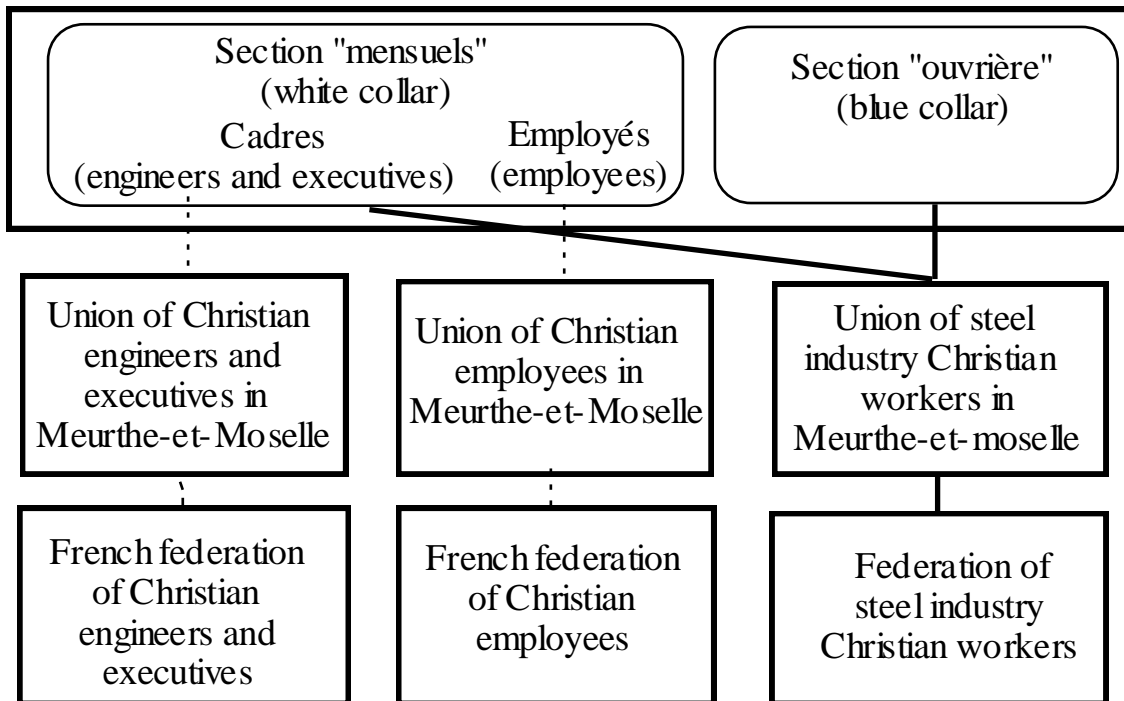 Section "mensuels"
(white collar)
Cadres
(engineers and executives)
Employés
(employees)
Section "ouvrière"
(blue collar)
Union of Christian
engineers and
executives in
Meurthe-et-Moselle
Union of Christian
employees in
Meurthe-et-Moselle
Union of steel
industry Christian
workers in
Meurthe-et-moselle
French federation
of Christian
engineers and
executives
French federation
of Christian
employees
Federation of
steel industry
Christian workers